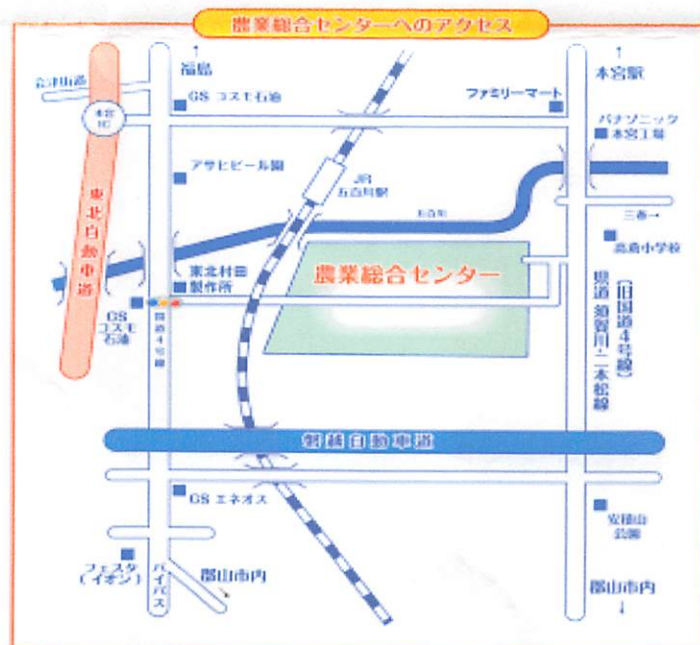 農業総合センターへのアクセス
↑
福島
↑
本宮駅
GS コスモ石油
ファミリーマート
本宮
IC
パナソニック
本宮工場
アサヒビール園
JR
五百川駅
東北自動車道
五百川
三春→
高倉小学校
東北村田
製作所
農業総合センター
GS
コスモ
石油
国道4号線
(旧国道4号線)
県道 須賀川・二本松線
磐越自動車道
GS エネオス
安積山
公園
フェスタ
(イオン)
バイパス
郡山市内
郡山市内
↓